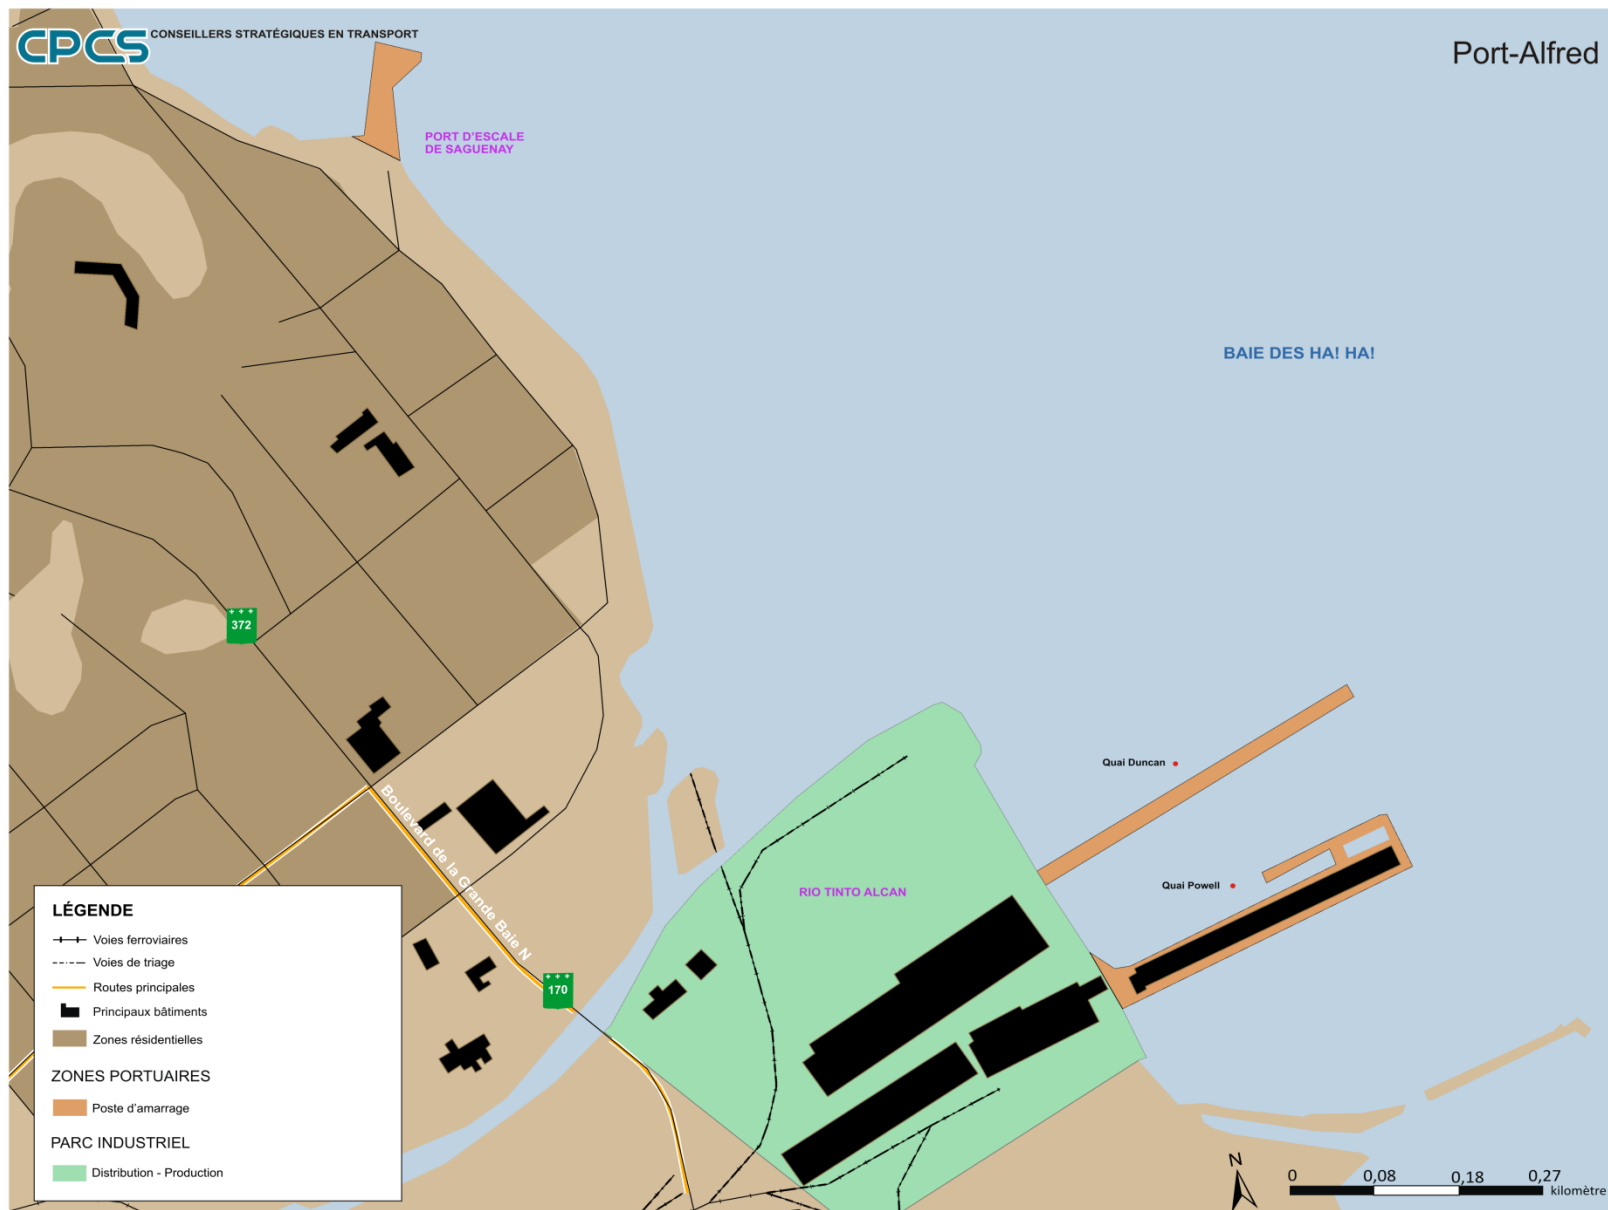 CPCS CONSEILLERS STRATÉGIQUES EN TRANSPORT
Port-Alfred
PORT D'ESCALE
DE SAGUENAY
BAIE DES HA! HA!
372
Quai Duncan
Boulevard de la Grande Baie N
Quai Powell
RIO TINTO ALCAN
170
LÉGENDE
Voies ferroviaires
Voies de triage
Routes principales
Principaux bâtiments
Zones résidentielles
ZONES PORTUAIRES
Poste d'amarrage
PARC INDUSTRIEL
Distribution - Production
N
0 0,08 0,18 0,27
kilomètre